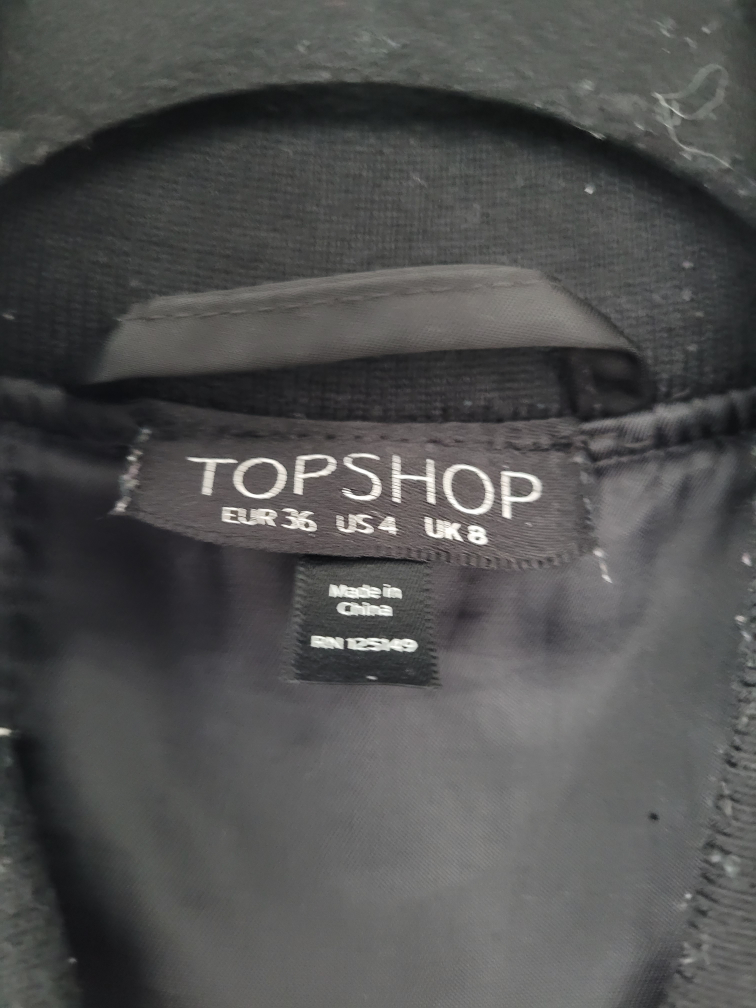 TOPSHOP
EUR 36 US 4 UK 8
Made in
China
RN 125149